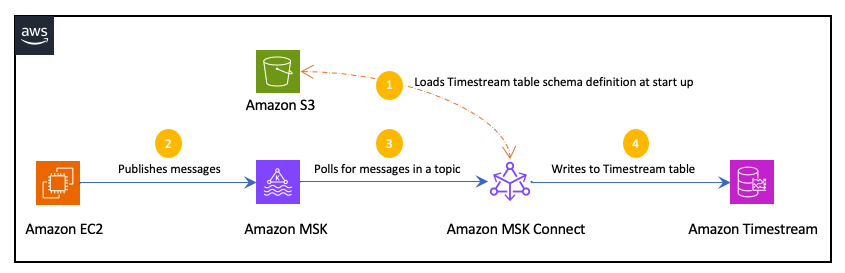 aws
1
Loads Timestream table schema definition at start up
Amazon S3
2
3
4
Publishes messages
Polls for messages in a topic
Writes to Timestream table
K
Amazon EC2
Amazon MSK
Amazon MSK Connect
Amazon Timestream